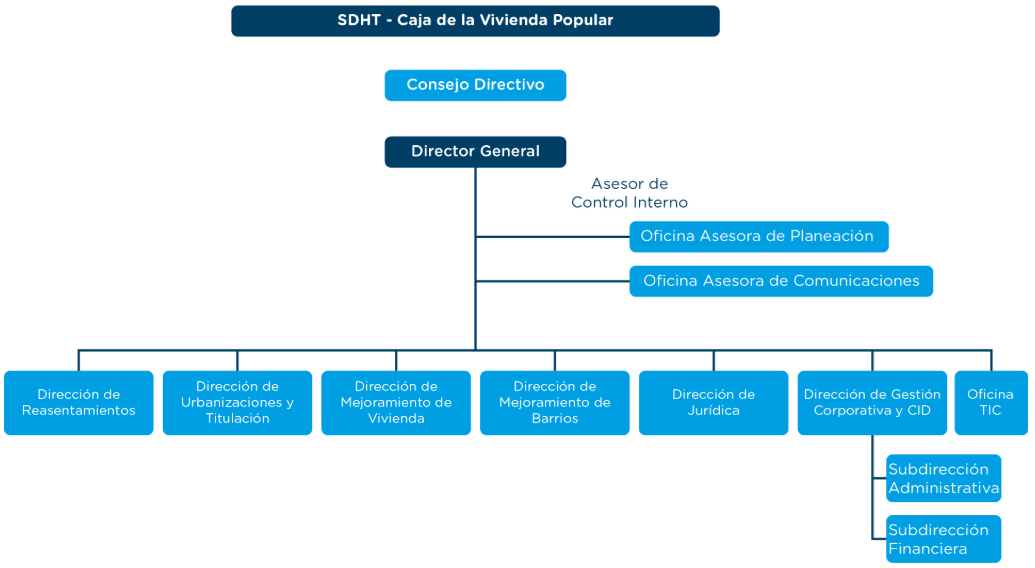 SDHT - Caja de la Vivienda Popular
Consejo Directivo
Director General
Asesor de
Control Interno
Oficina Asesora de Planeación
Oficina Asesora de Comunicaciones
Dirección de
Reasentamientos
Dirección de
Urbanizaciones y
Titulación
Dirección de
Mejoramiento de
Vivienda
Dirección de
Mejoramiento de
Barrios
Dirección de
Jurídica
Dirección de Gestión
Corporativa y CID
Oficina
TIC
Subdirección
Administrativa
Subdirección
Financiera